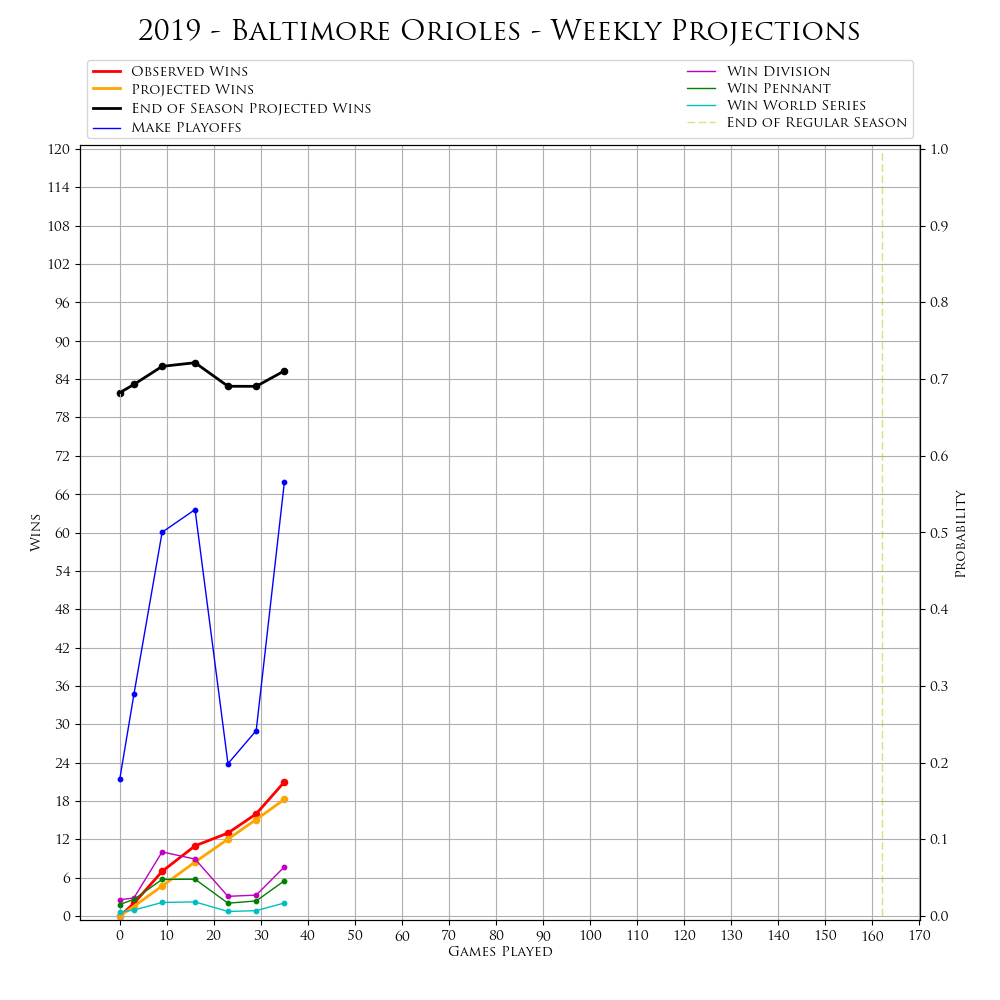 2019 - Baltimore Orioles - Weekly Projections
Observed Wins
Projected Wins
End of Season Projected Wins
Make Playoffs
Win Division
Win Pennant
Win World Series
End of Regular Season
120
114
108
102
96
90
84
78
72
66
60
54
48
42
36
30
24
18
12
6
0
Wins
1.0
0.9
0.8
0.7
0.6
0.5
0.4
0.3
0.2
0.1
0.0
Probability
0 10 20 30 40 50 60 70 80 90 100 110 120 130 140 150 160 170
Games Played